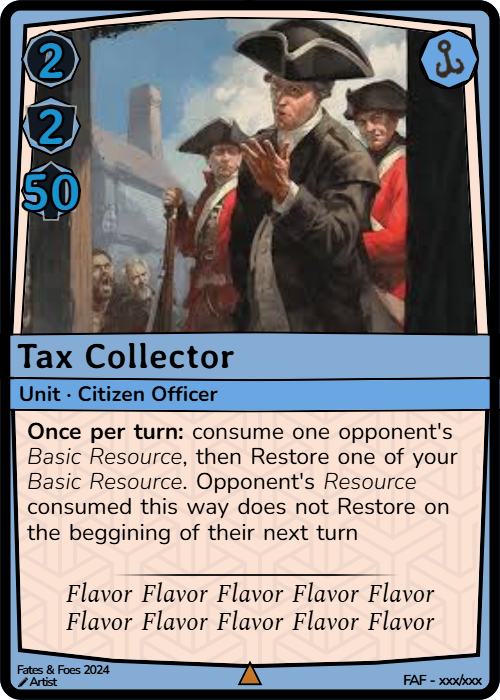 2
2
50
Tax Collector
Unit · Citizen Officer
Once per turn: consume one opponent's
Basic Resource, then Restore one of your
Basic Resource. Opponent's Resource
consumed this way does not Restore on
the beggining of their next turn
Flavor Flavor Flavor Flavor Flavor
Flavor Flavor Flavor Flavor Flavor
Fates & Foes 2024
Artist
FAF - xxx/xxx